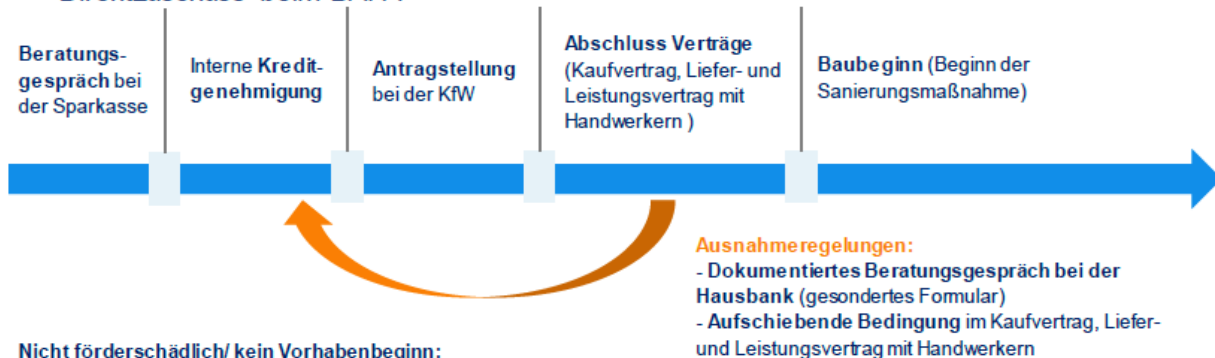 Beratungs-
gespräch bei
der Sparkasse
Interne Kredit-
genehmigung
Antragstellung
bei der KfW
Abschluss Verträge
(Kaufvertrag, Liefer- und
Leistungsvertrag mit
Handwerkern )
Baubeginn (Beginn der
Sanierungsmaßnahme)
Ausnahmeregelungen:
- Dokumentiertes Beratungsgespräch bei der
Hausbank (gesondertes Formular)
- Aufschiebende Bedingung im Kaufvertrag, Liefer-
und Leistungsvertrag mit Handwerkern
Nicht förderschädlich/ kein Vorhabenbeginn: